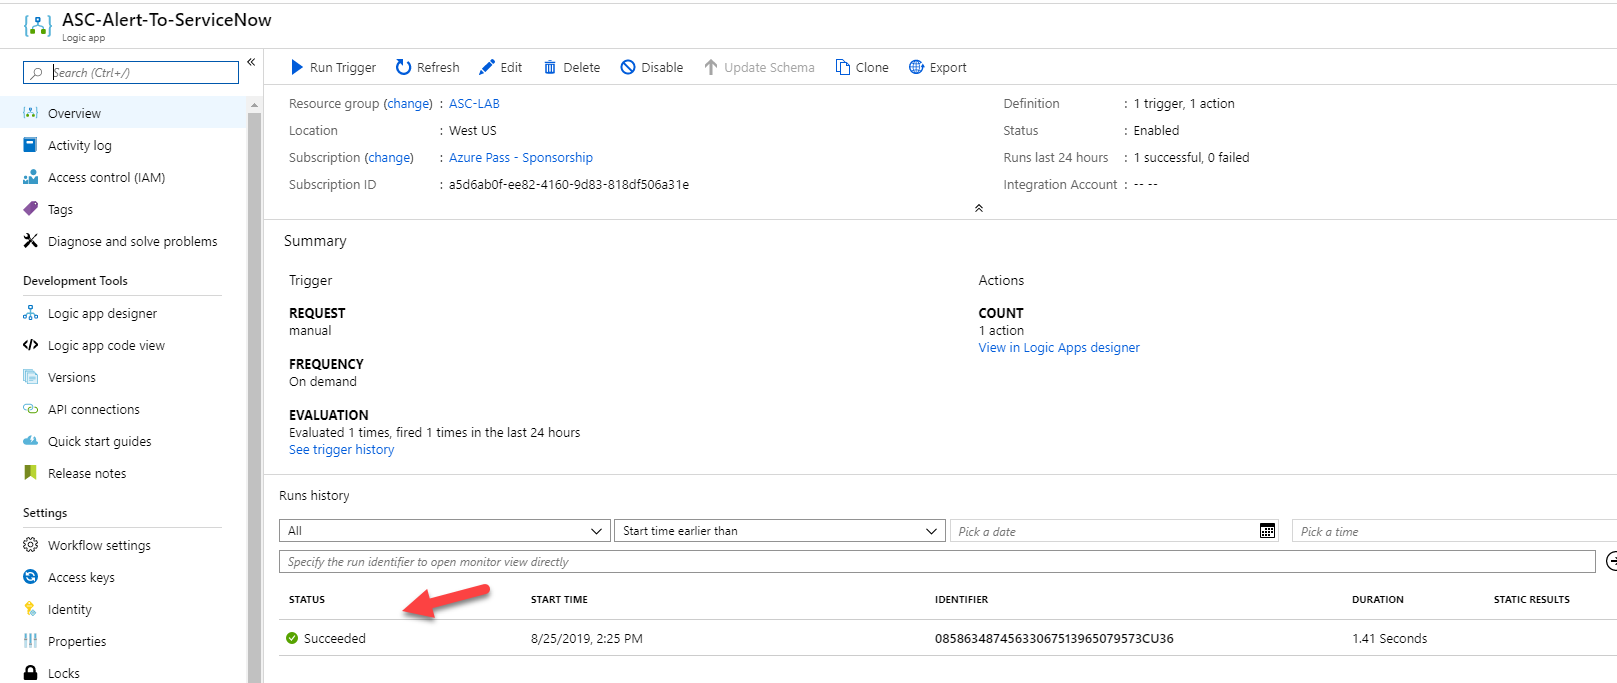 ASC-Alert-To-ServiceNow
Logic app
Search (Ctrl+/)
«
Overview
Activity log
Access control (IAM)
Tags
Diagnose and solve problems
Development Tools
Logic app designer
Logic app code view
Versions
API connections
Quick start guides
Release notes
Settings
Workflow settings
Access keys
Identity
Properties
Locks
Run Trigger Refresh Edit Delete Disable Update Schema Clone Export
Resource group (change) : ASC-LAB
Location : West US
Subscription (change) : Azure Pass - Sponsorship
Subscription ID : a5d6ab0f-ee82-4160-9d83-818df506a31e
Definition : 1 trigger, 1 action
Status : Enabled
Runs last 24 hours : 1 successful, 0 failed
Integration Account : -- --
Summary
Trigger
REQUEST
manual
FREQUENCY
On demand
EVALUATION
Evaluated 1 times, fired 1 times in the last 24 hours
See trigger history
Actions
COUNT
1 action
View in Logic Apps designer
Runs history
All Start time earlier than Pick a date Pick a time
Specify the run identifier to open monitor view directly
STATUS START TIME IDENTIFIER DURATION STATIC RESULTS
Succeeded 8/25/2019, 2:25 PM 08586348745633067513965079573CU36 1.41 Seconds